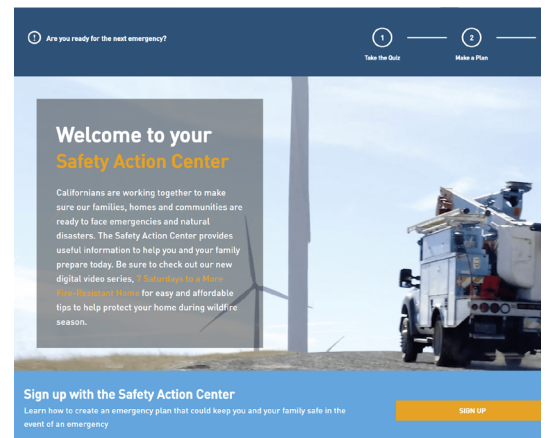 Are you ready for the next emergency?
1
2
Take the Quiz
Make a Plan
Welcome to your
Safety Action Center
Californians are working together to make
sure our families, homes and communities are
ready to face emergencies and natural
disasters. The Safety Action Center provides
useful information to help you and your family
prepare today. Be sure to check out our new
digital video series, 7 Saturdays to a More
Fire-Resistant Home for easy and affordable
tips to help protect your home during wildfire
season.
Sign up with the Safety Action Center
Learn how to create an emergency plan that could keep you and your family safe in the
event of an emergency
SIGN UP